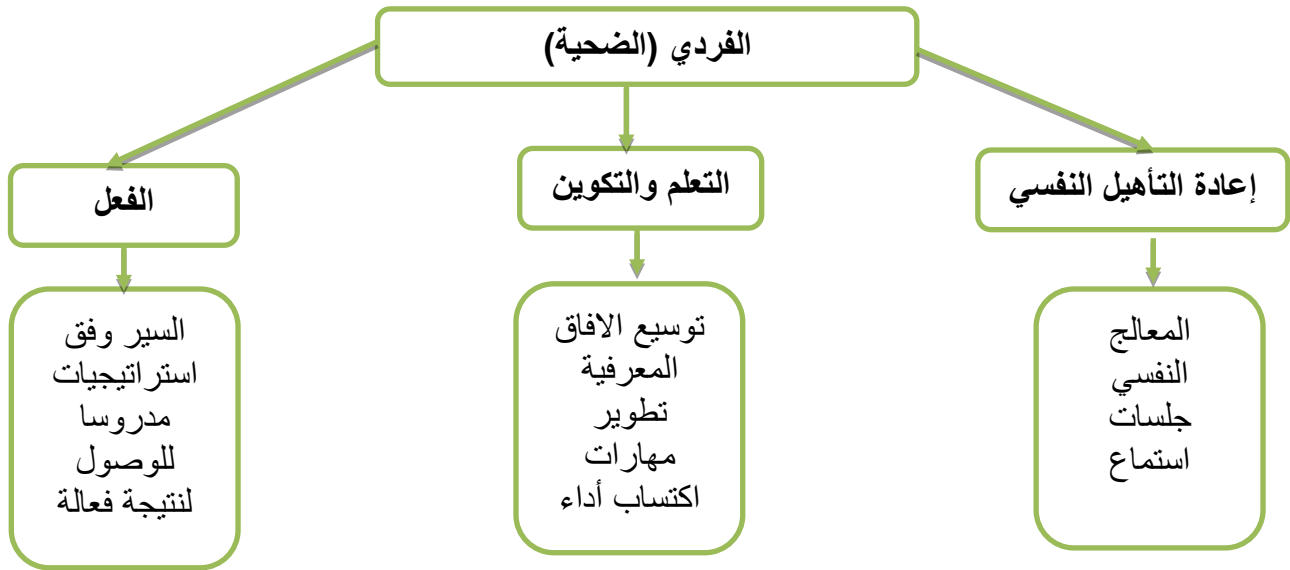 الفردي (الضحية)
إعادة التأهيل النفسي
التعلم والتكوين
الفعل
المعالج
النفسي
جلسات
استماع
توسيع الافاق
المعرفية
تطوير
مهارات
اكتساب أداء
السير وفق
استراتيجيات
مدروسا
للوصول
لنتيجة فعالة